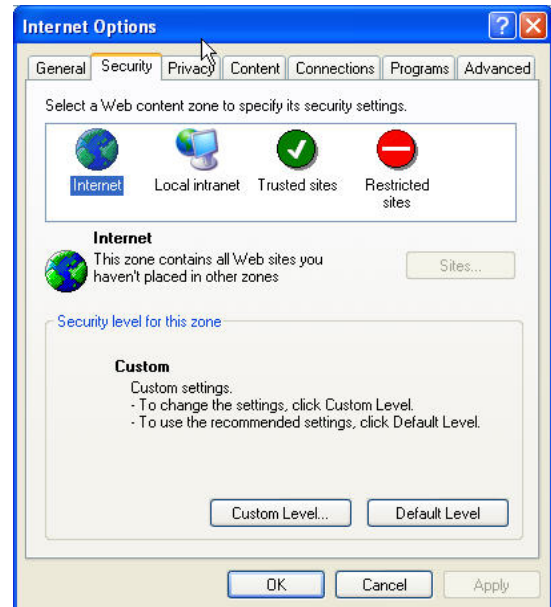 Internet Options
General Security Privacy Content Connections Programs Advanced
Select a Web content zone to specify its security settings.
Internet Local intranet Trusted sites Restricted
sites
Internet
This zone contains all Web sites you
haven't placed in other zones
Sites...
Security level for this zone
Custom
Custom settings.
- To change the settings, click Custom Level.
- To use the recommended settings, click Default Level.
Custom Level... Default Level
OK Cancel Apply